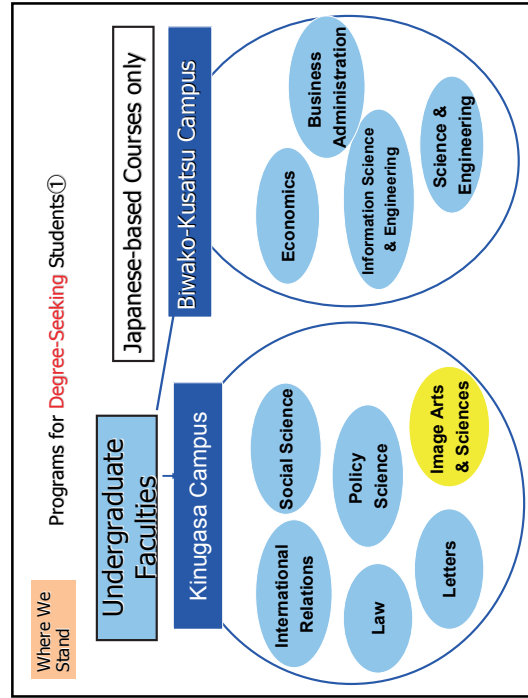 Where We
Stand
Programs for Degree-Seeking Students①
Undergraduate
Faculties
Japanese-based Courses only
Kinugasa Campus
Biwako-Kusatsu Campus
International
Relations
Social Science
Law
Policy
Science
Letters
Image Arts
& Sciences
Economics
Business
Administration
Information Science
& Engineering
Science &
Engineering